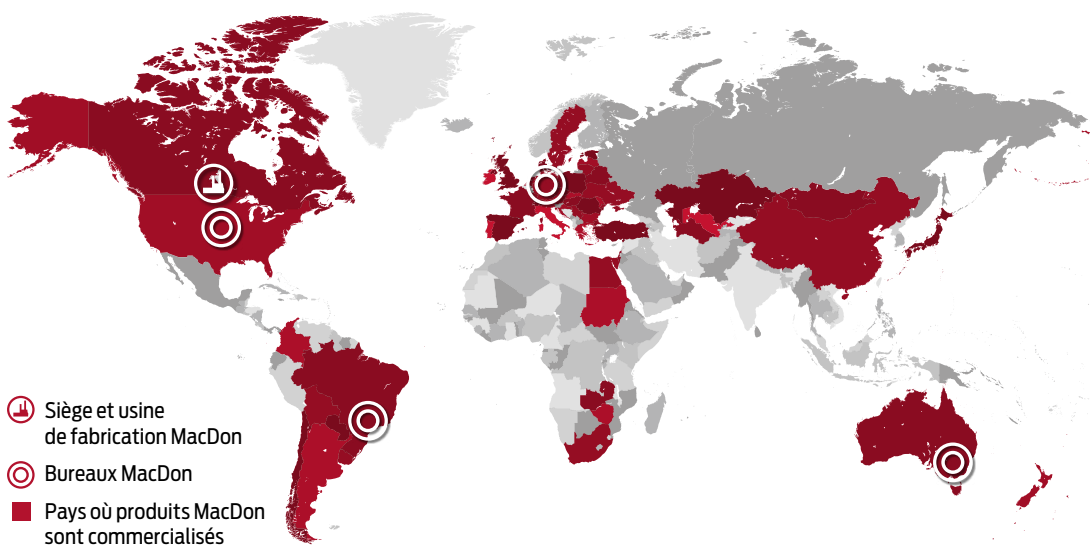 Siège et usine
de fabrication MacDon
Bureaux MacDon
Pays où produits MacDon
sont commercialisés